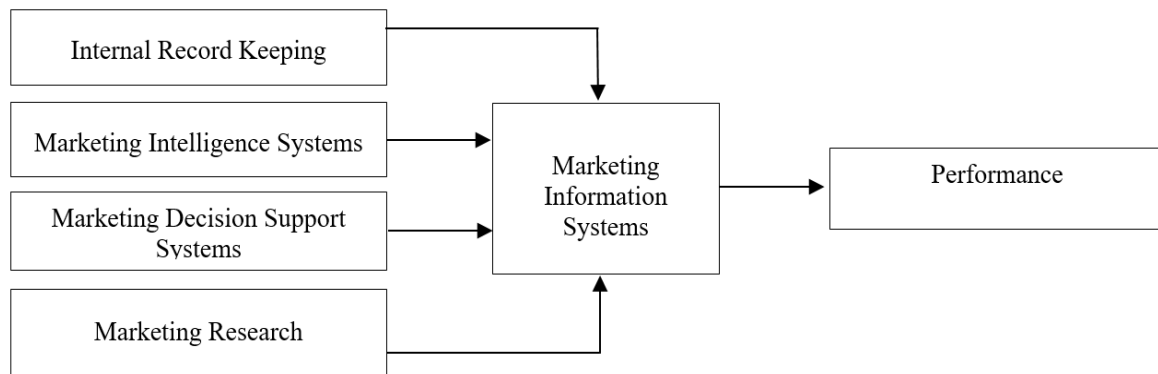 Internal Record Keeping
Marketing Intelligence Systems
Marketing Decision Support
Systems
Marketing Research
Marketing
Information
Systems
Performance